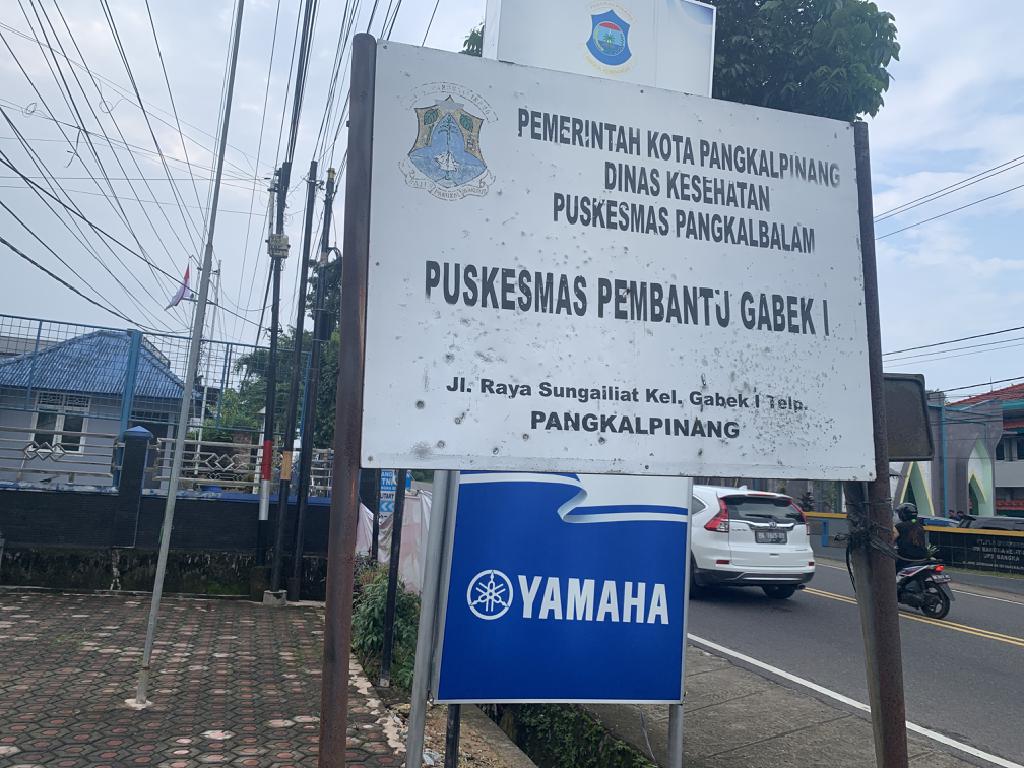 PEMERINTAH KOTA PANGKALPINANG
DINAS KESEHATAN
PUSKESMAS PANGKALBALAM
PUSKESMAS PEMBANTU GABEK I
Jl. Raya Sungailiat Kel. Gabek I Telp.
PANGKALPINANG
YAMAHA